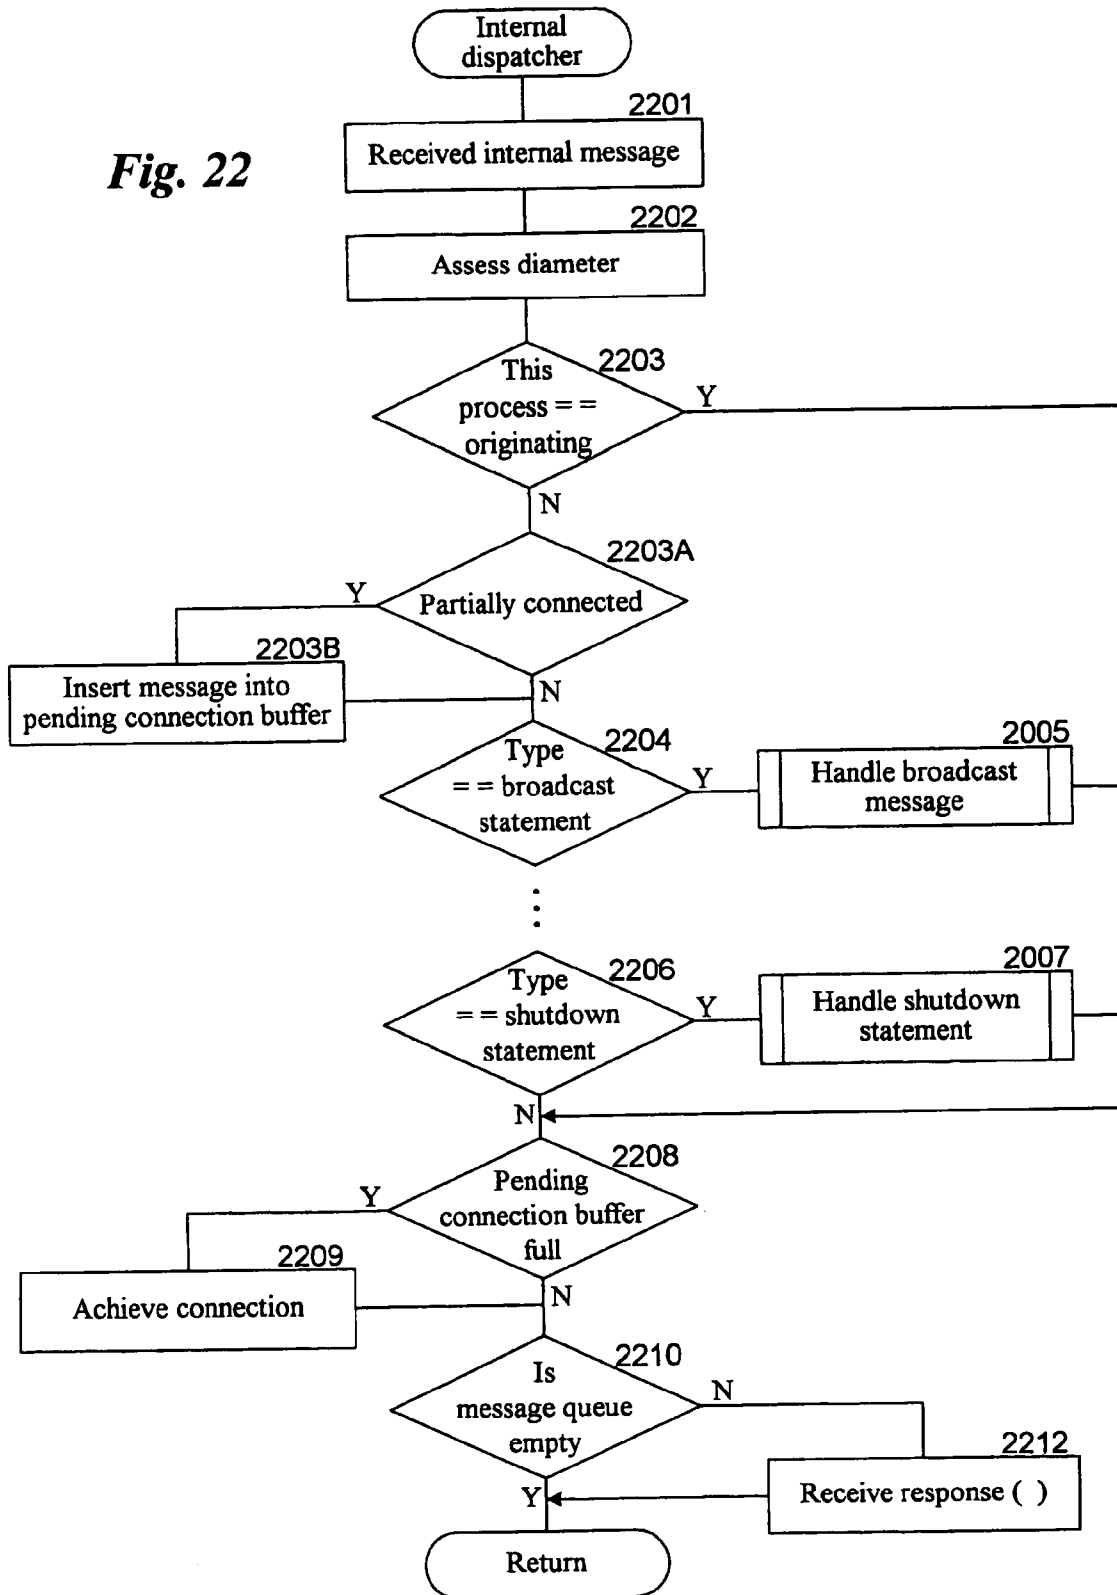 Internal
dispatcher
2201
Received internal message
Fig. 22
2202
Assess diameter
2203
This
process = =
originating
Y
N
2203A
Partially connected
Y
2203B
Insert message into
pending connection buffer
N
2204
Type
= = broadcast
statement
Y
2005
Handle broadcast
message
2206
Type
= = shutdown
statement
Y
2007
Handle shutdown
statement
N
2208
Pending
connection buffer
full
Y
2209
Achieve connection
N
2210
Is
message queue
empty
N
2212
Receive response ( )
Y
Return